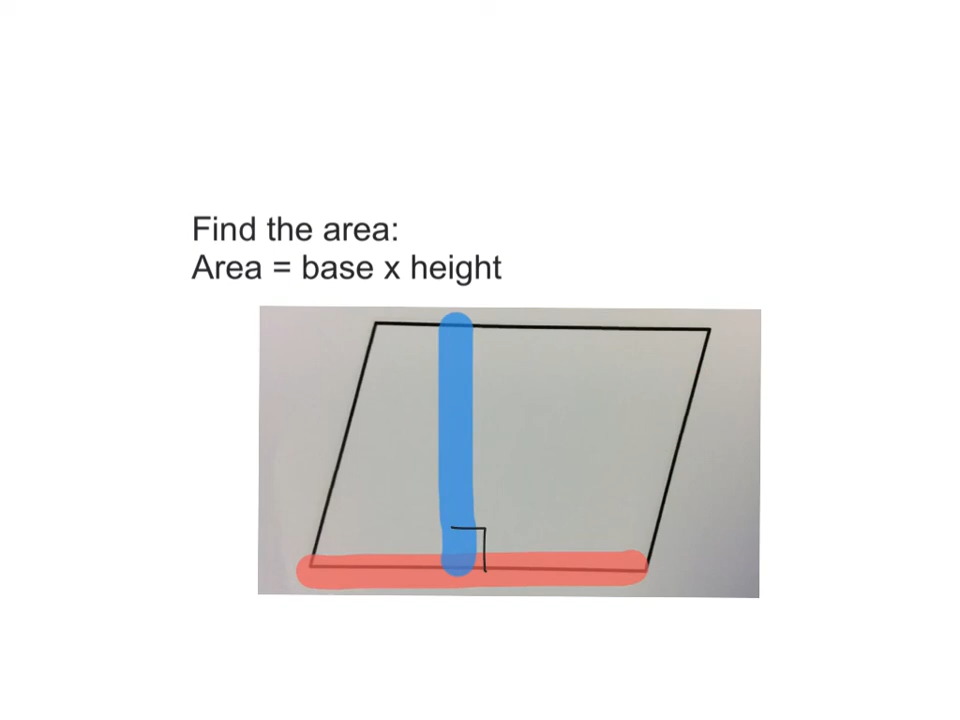 Find the area:
Area = base x height